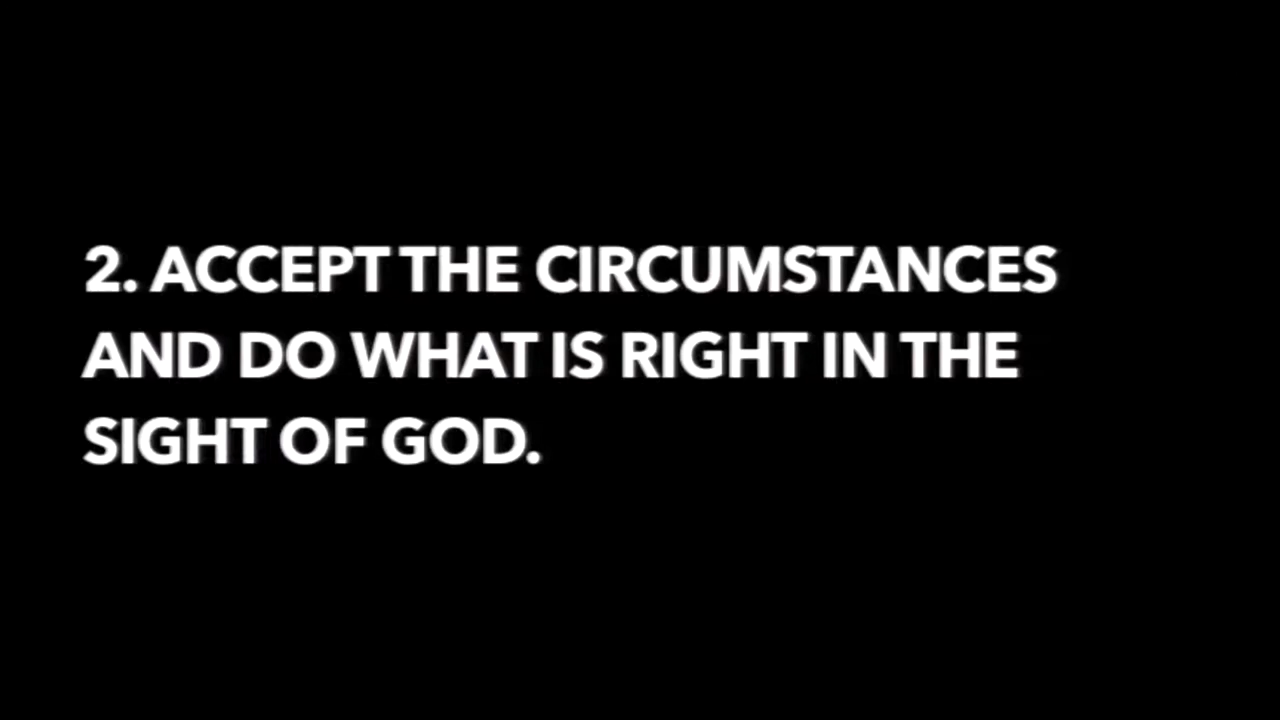 2. ACCEPT THE CIRCUMSTANCES
AND DO WHAT IS RIGHT IN THE
SIGHT OF GOD.